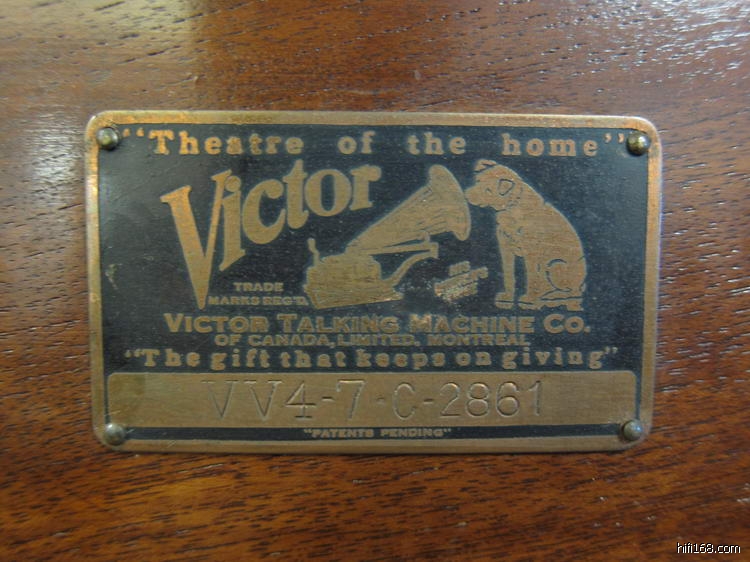 "Theatre of the home"
Victor
TRADE
MARKS REG'D.
VICTOR TALKING MACHINE CO.
OF CANADA, LIMITED, MONTREAL
"The gift that keeps on giving"
VV4-7-C-2861
"PATENTS PENDING"
hifi168.com